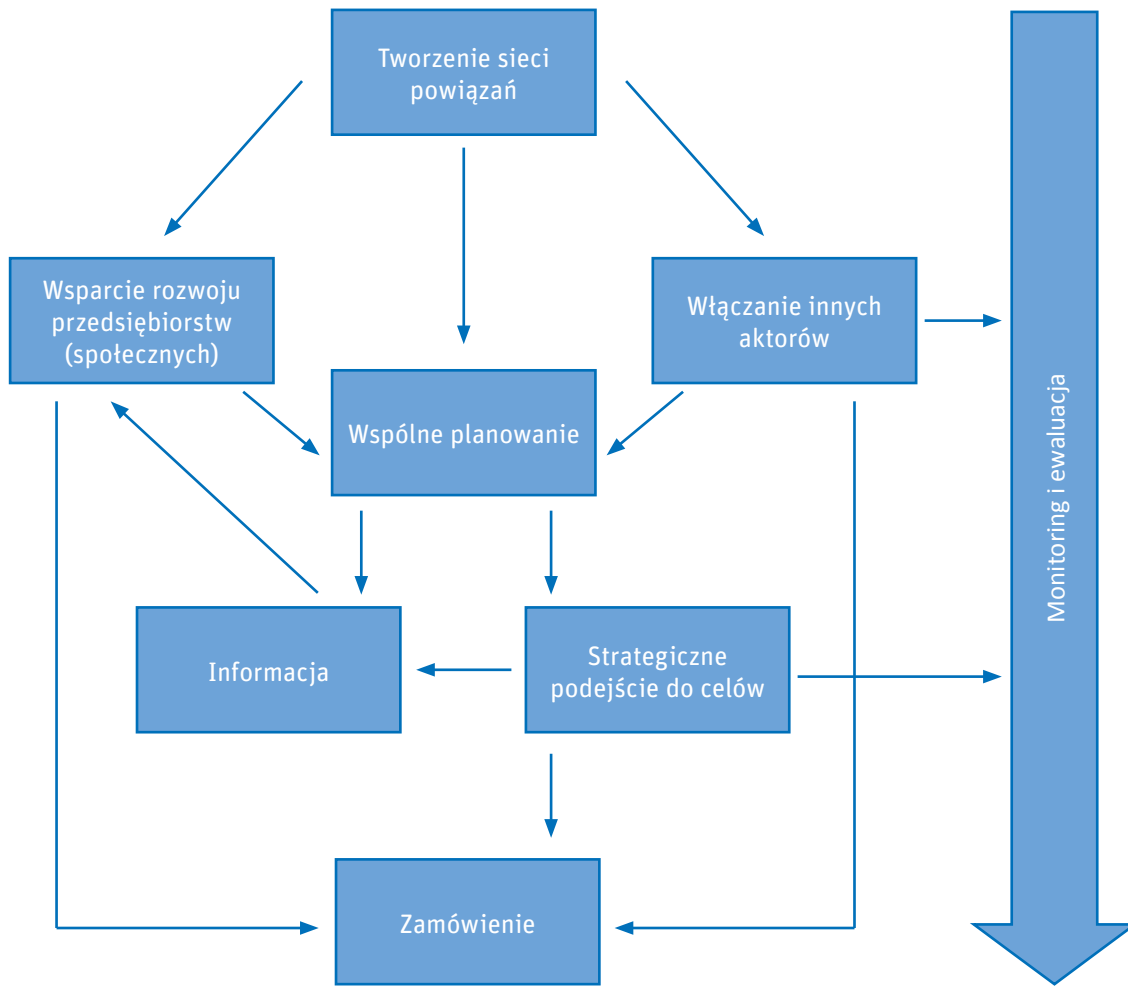 Tworzenie sieci
powiązań
Wsparcie rozwoju
przedsiębiorstw
(społecznych)
Włączanie innych
aktorów
Wspólne planowanie
Informacja
Strategiczne
podejście do celów
Zamówienie
Monitoring i ewaluacja